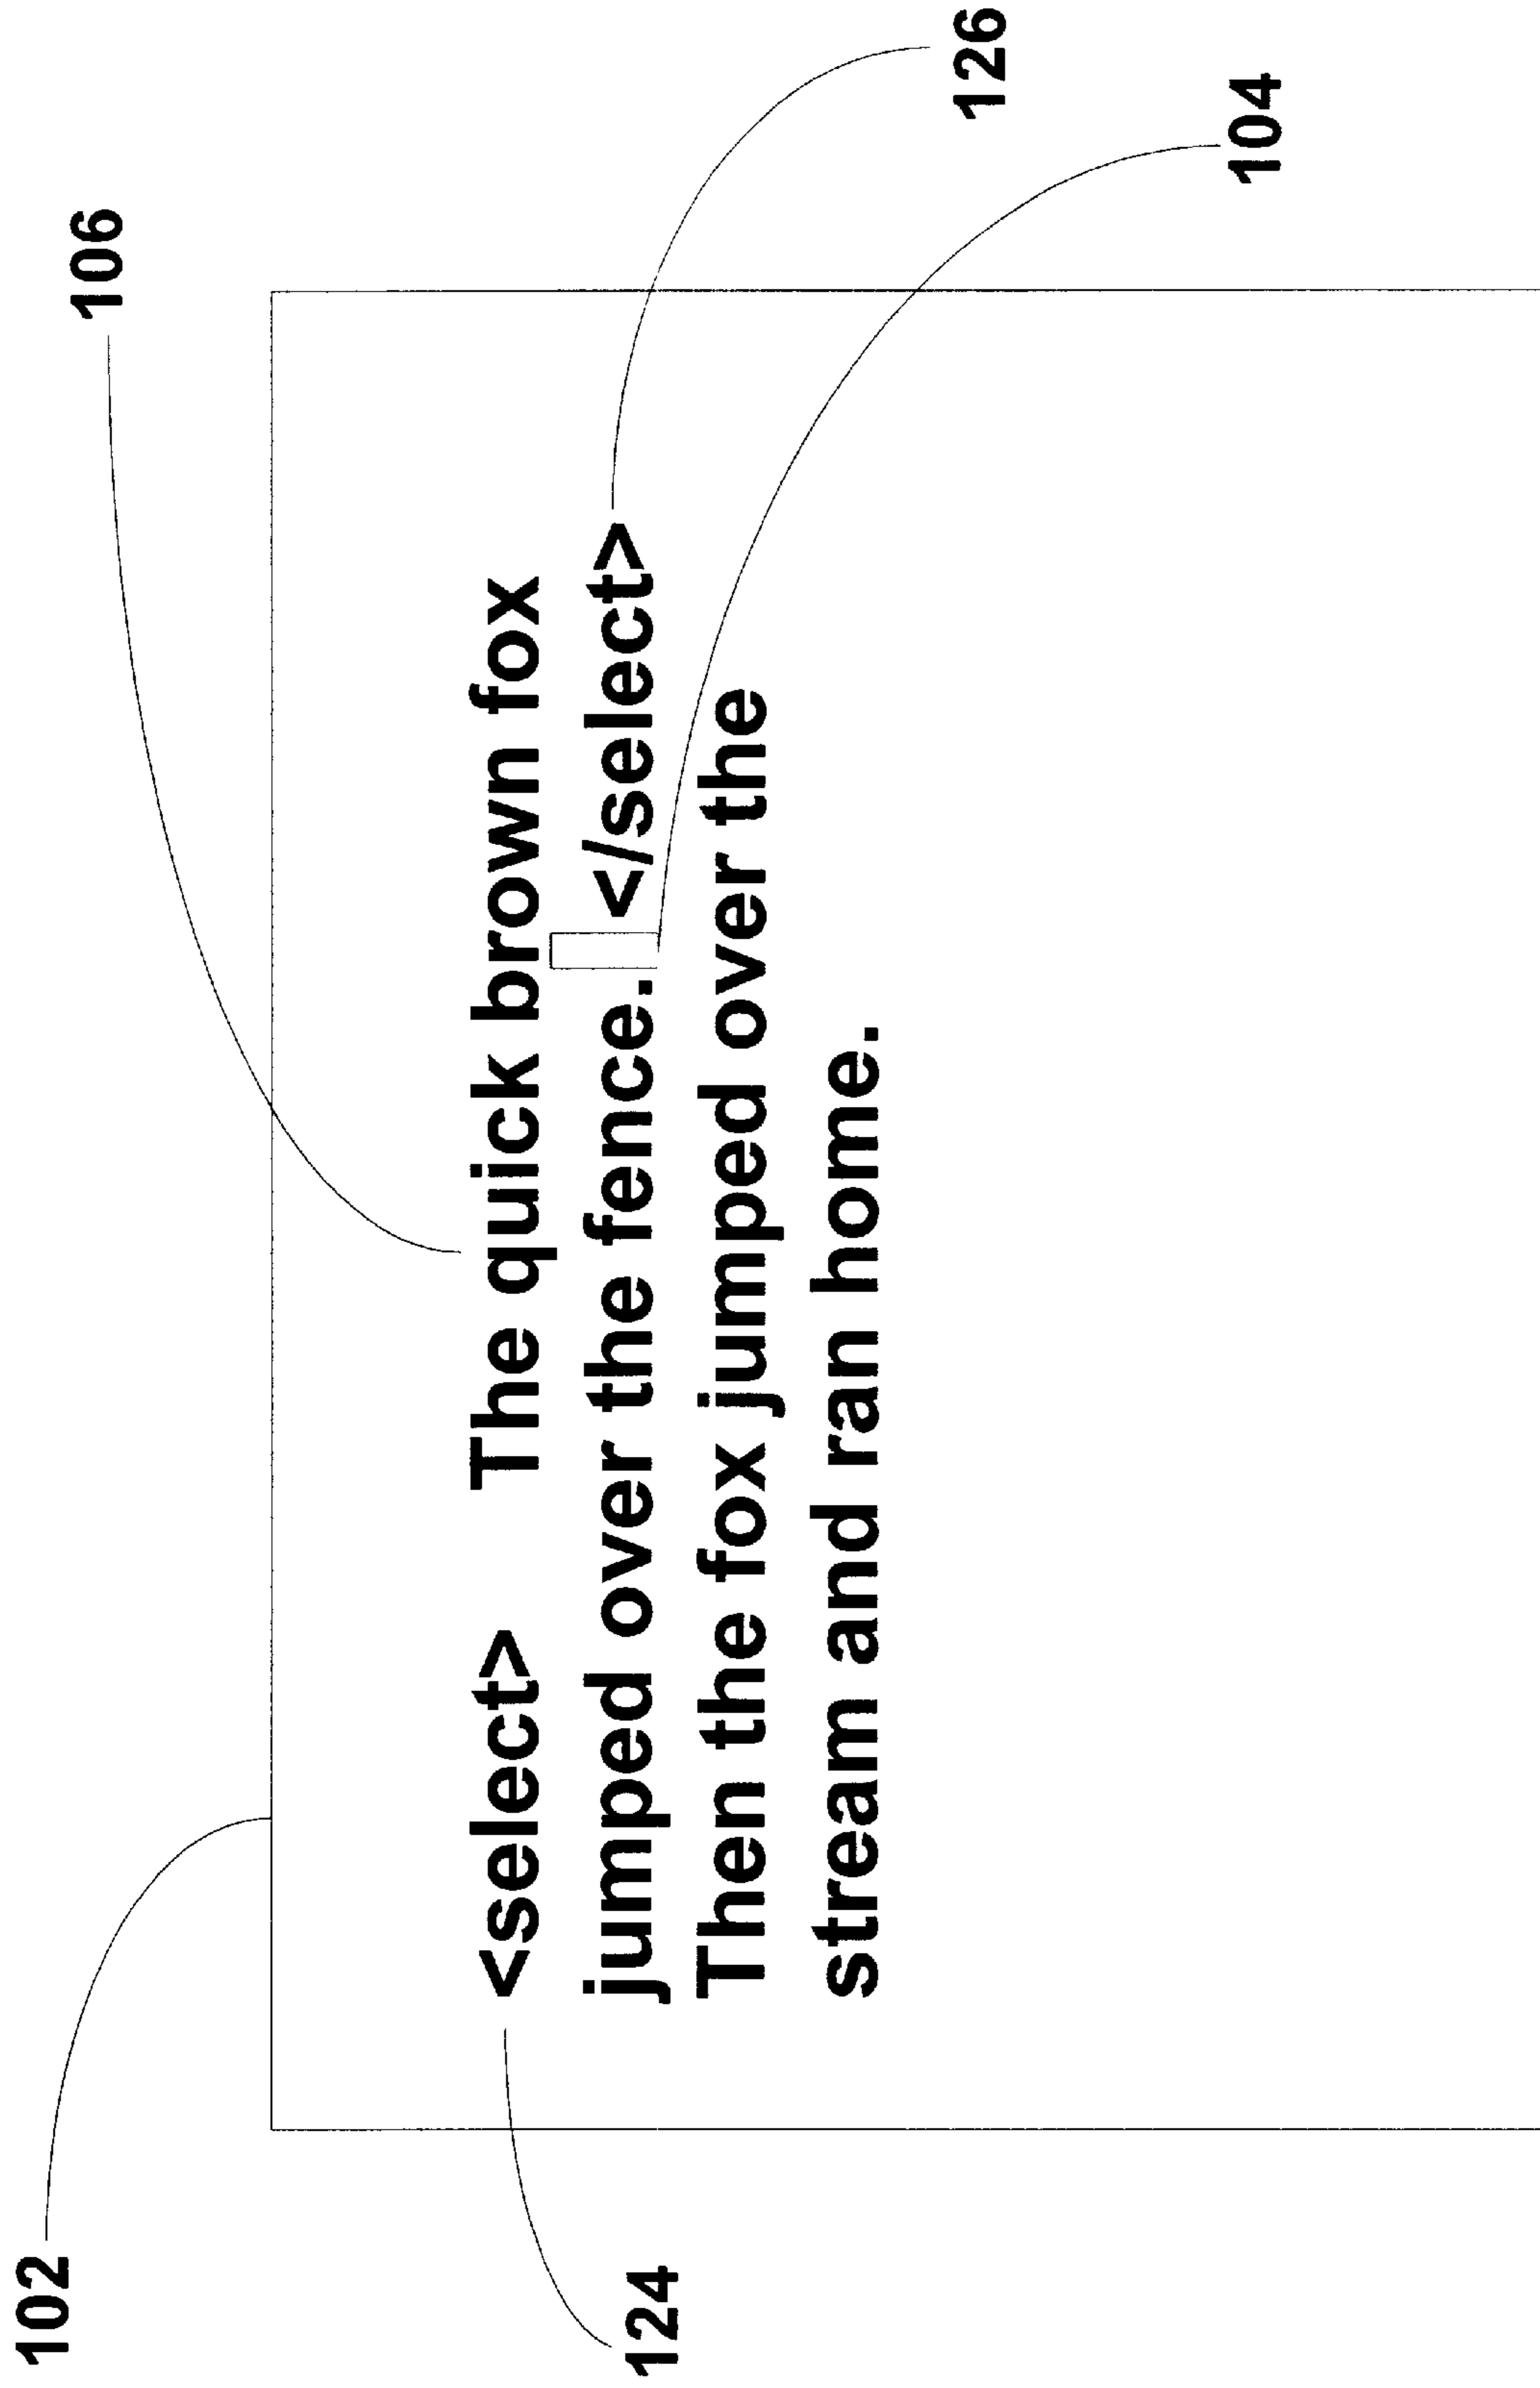 102
106
124
<select> The quick brown fox
jumped over the fence. </select>
Then the fox jumped over the
stream and ran home.
126
104